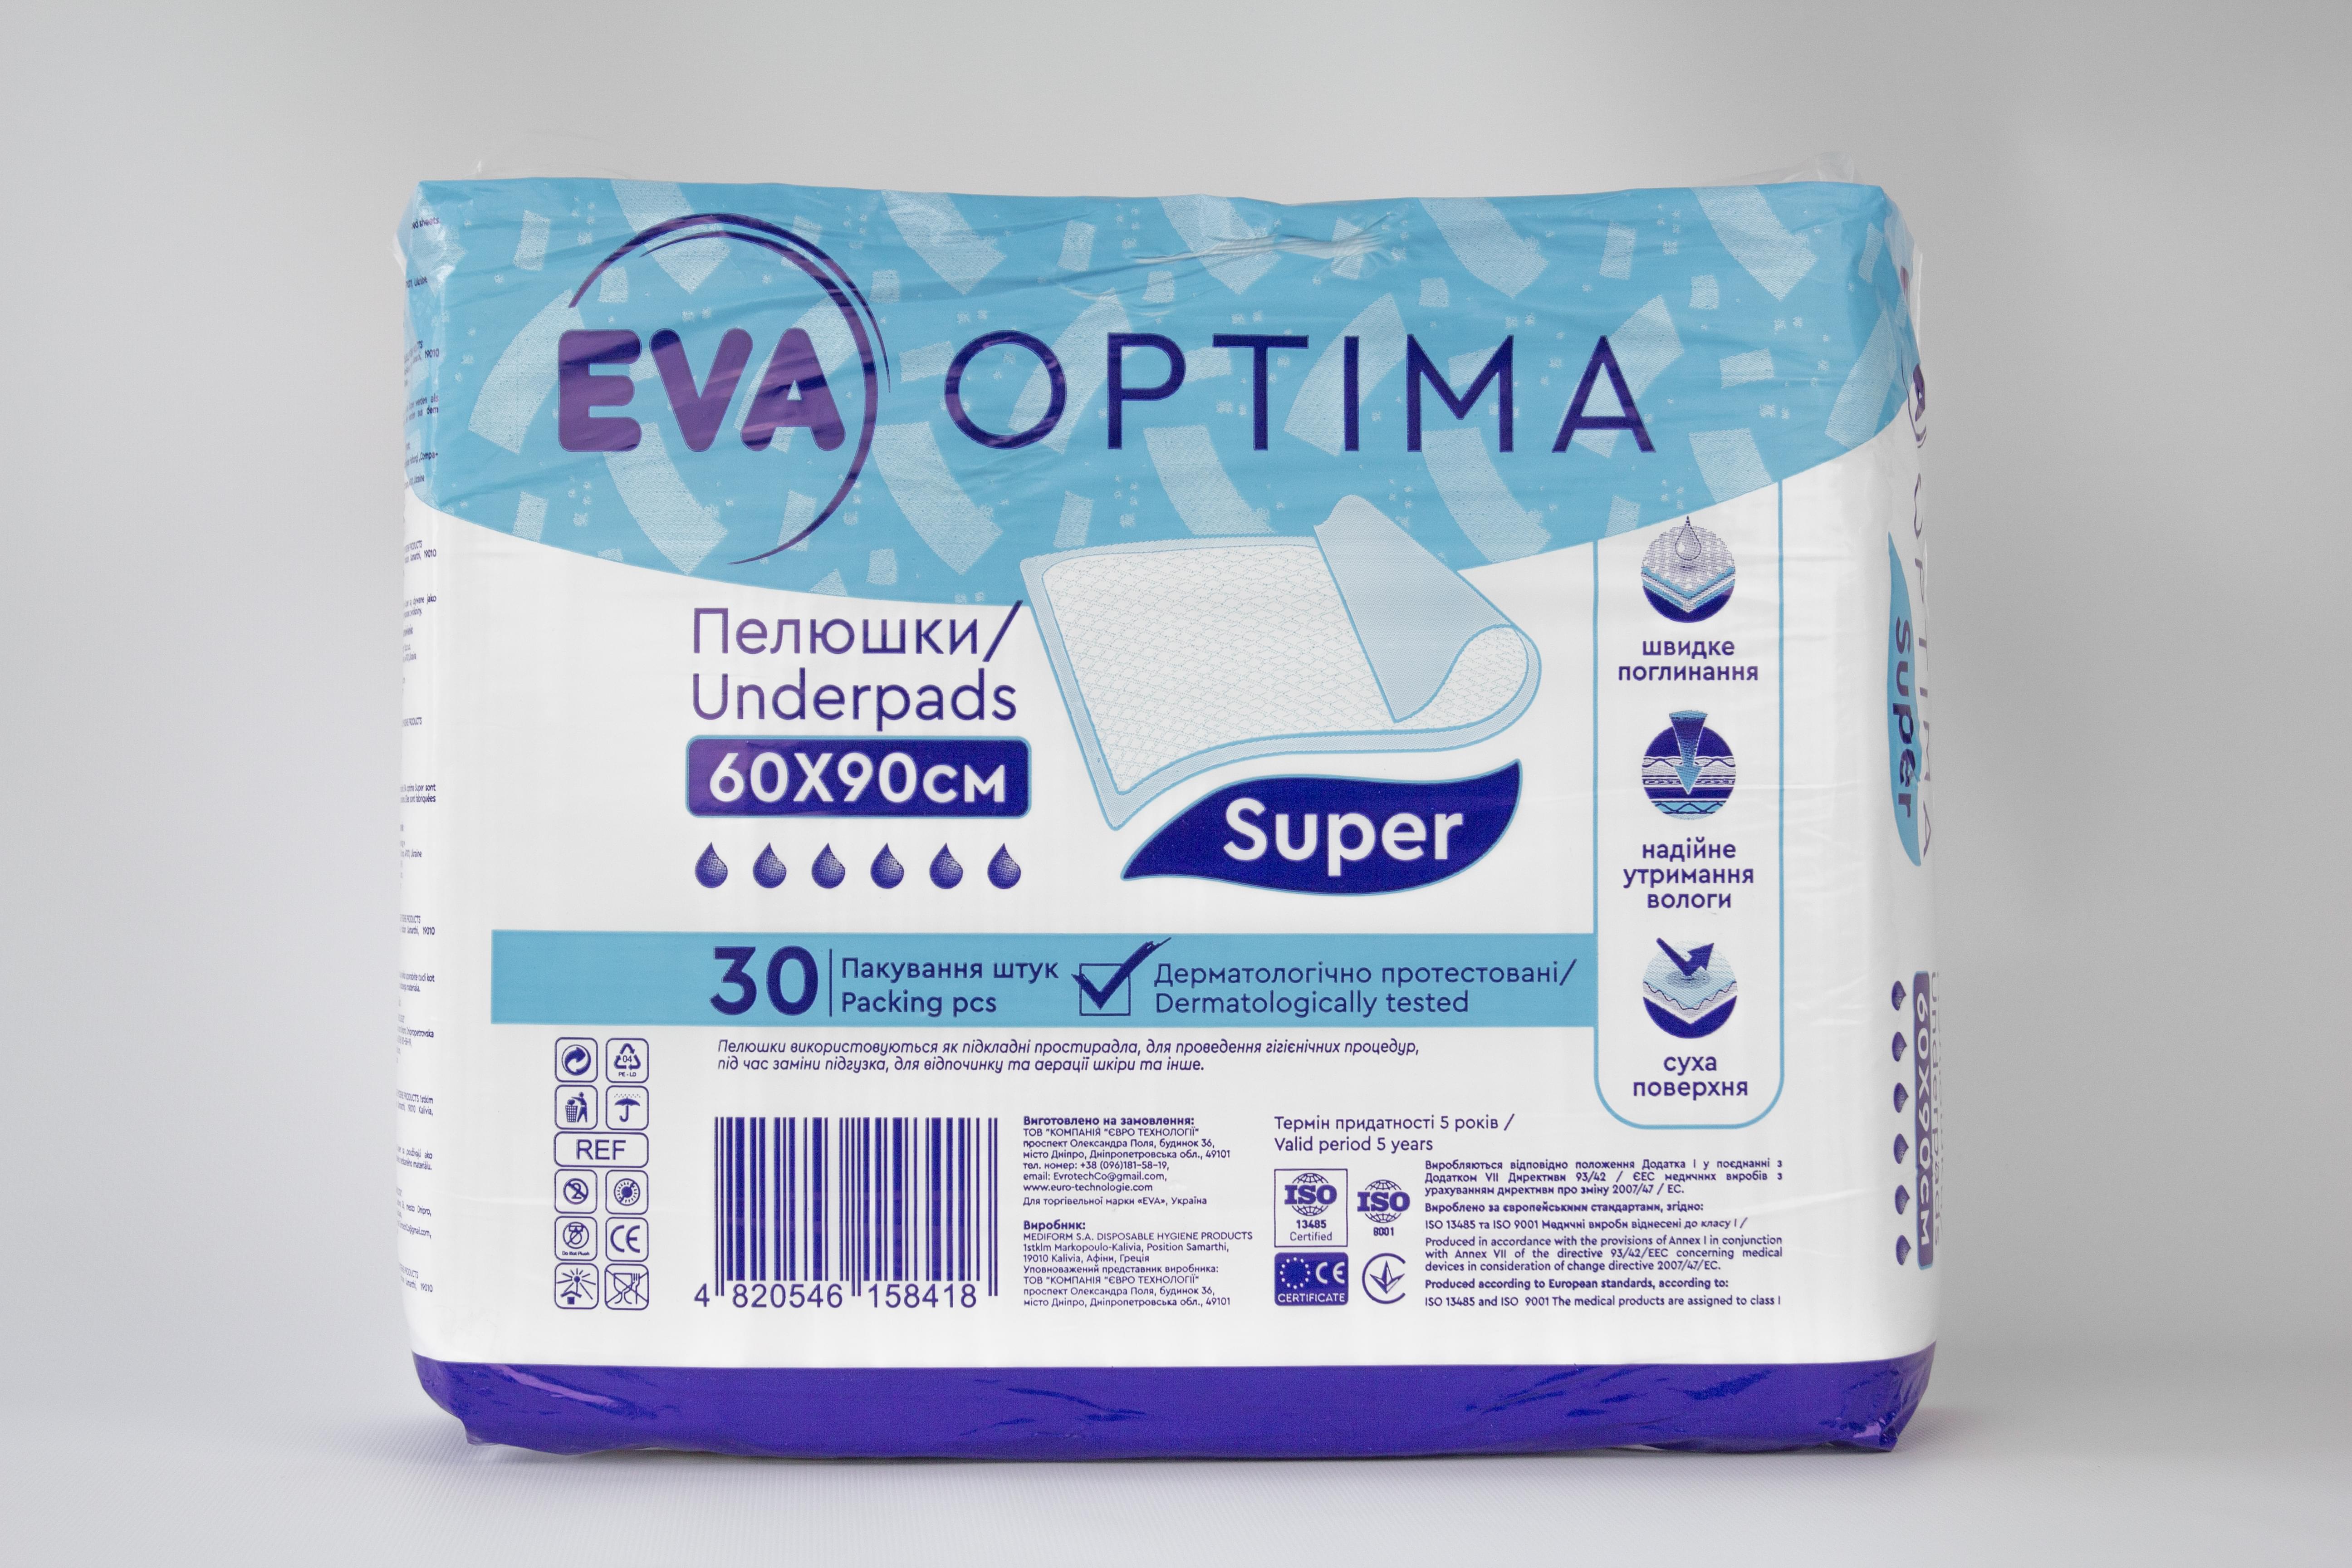 EVA OPTIMA
Пелюшки/
Underpads
60X90см
Super
швидке
поглинання
надійне
утримання
вологи
суха
поверхня
30
Пакування штук
Packing pcs
Дерматологічно протестовані/
Dermatologically tested
Пелюшки використовуються як підкладні простирадла, для проведення гігієнічних процедур,
під час заміни підгузка, для відпочинку та аерації шкіри та інше.
04
PE-LD
REF
2
Do Not Flush
CE
4 820546 158418
Виготовлено на замовлення:
ТОВ "КОМПАНІЯ "ЄВРО ТЕХНОЛОГІЇ"
проспект Олександра Поля, будинок 36,
місто Дніпро, Дніпропетровська обл., 49101
тел. номер: +38 (096)181-58-19,
email: EvrotechCo@gmail.com,
www.euro-technologie.com
Для торгівельної марки «EVA», Україна
Виробник:
MEDIFORM S.A. DISPOSABLE HYGIENE PRODUCTS
1stklm Markopoulo-Kalivia, Position Samarthi,
19010 Kalivia, Афіни, Греція
Уповноважений представник виробника:
ТОВ "КОМПАНІЯ "ЄВРО ТЕХНОЛОГІЇ"
проспект Олександра Поля, будинок 36,
місто Дніпро, Дніпропетровська обл., 49101
Термін придатності 5 років /
Valid period 5 years
ISO
13485
Certified
ISO
9001
CE
CERTIFICATE
Виробляються відповідно положення Додатка I у поєднанні з
Додатком VII Директиви 93/42 / ЄЕС медичних виробів з
урахуванням директиви про зміну 2007/47 / EC.
Вироблено за європейськими стандартами, згідно:
ISO 13485 та ISO 9001 Медичні вироби віднесені до класу I /
Produced in accordance with the provisions of Annex I in conjunction
with Annex VII of the directive 93/42/EEC concerning medical
devices in consideration of change directive 2007/47/EC.
Produced according to European standards, according to:
ISO 13485 and ISO 9001 The medical products are assigned to class I
OPTIMA
Super
Underpads
60X90см